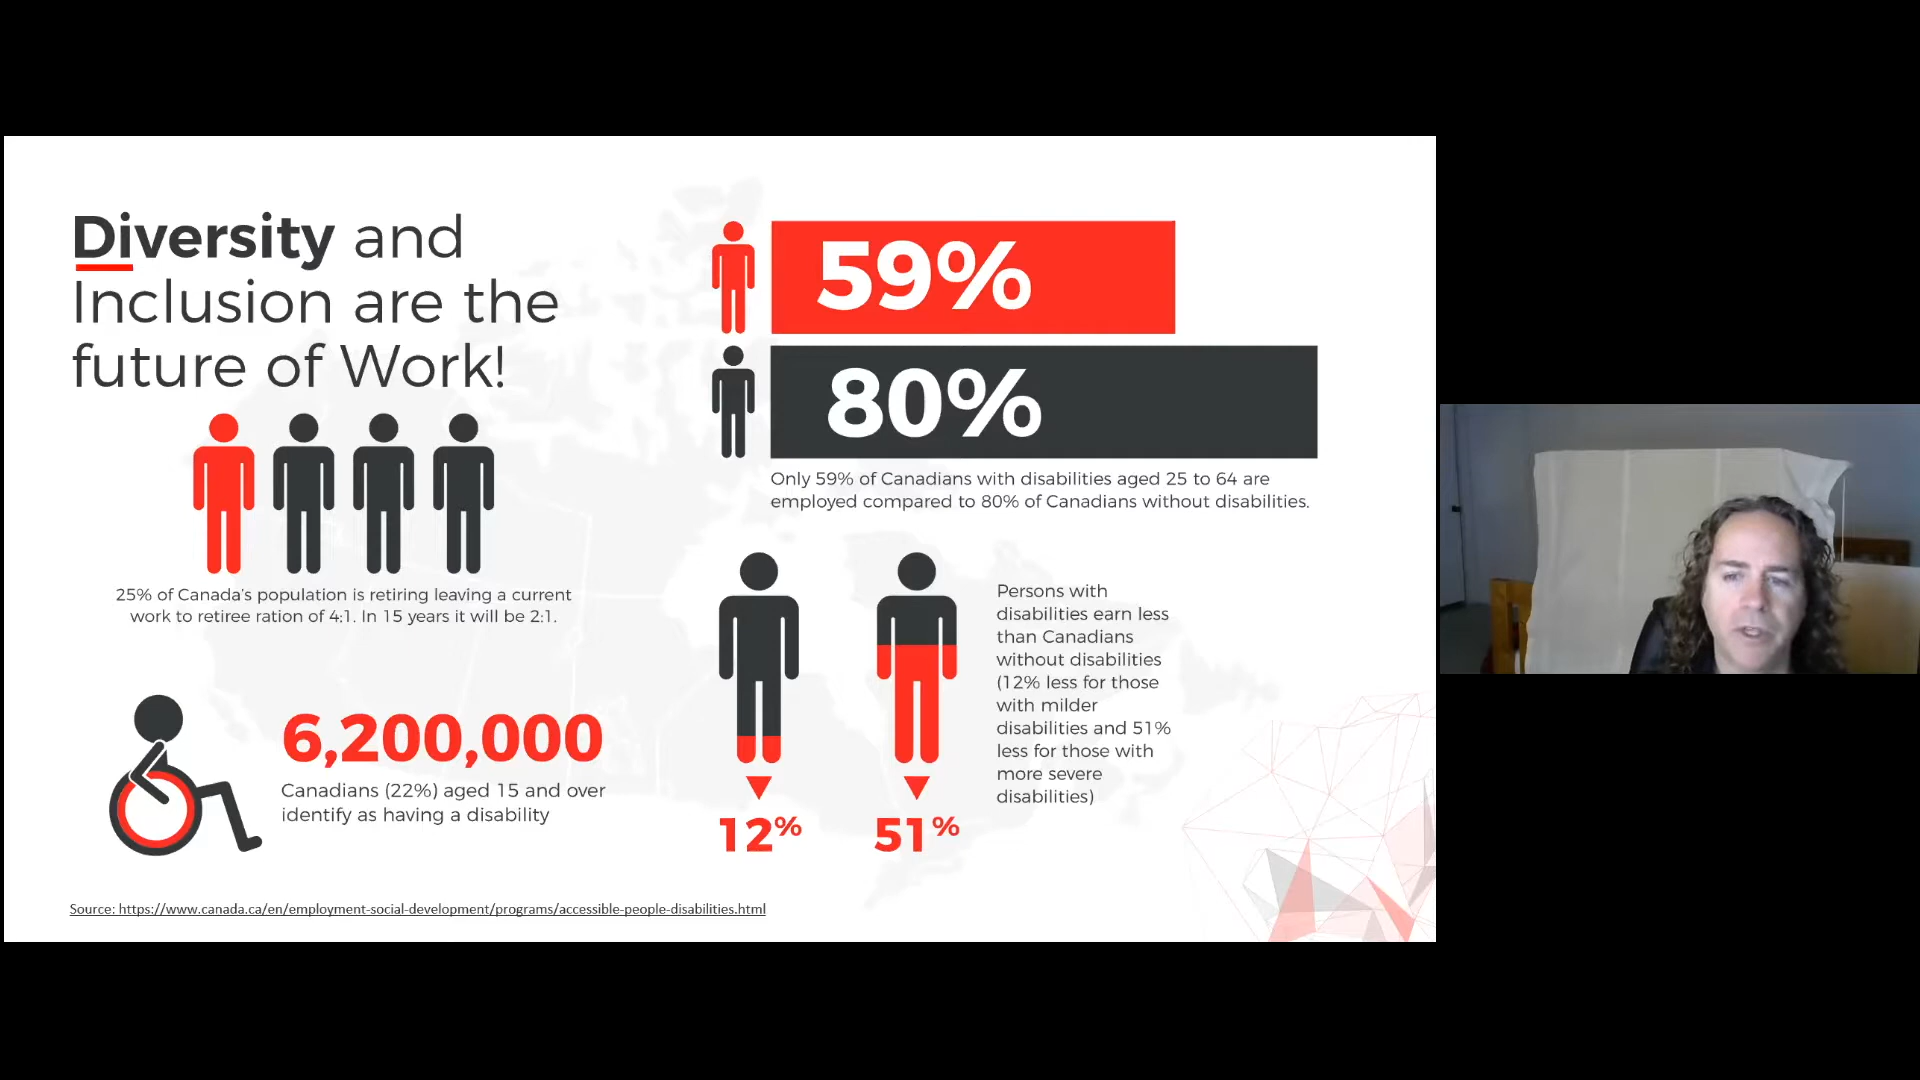 Diversity and
Inclusion are the
future of Work!
25% of Canada's population is retiring leaving a current
work to retiree ration of 4:1. In 15 years it will be 2:1.
6,200,000
Canadians (22%) aged 15 and over
identify as having a disability
59%
80%
Only 59% of Canadians with disabilities aged 25 to 64 are
employed compared to 80% of Canadians without disabilities.
12%
51%
Persons with
disabilities earn less
than Canadians
without disabilities
(12% less for those
with milder
disabilities and 51%
less for those with
more severe
disabilities)
Source: https://www.canada.ca/en/employment-social-development/programs/accessible-people-disabilities.html